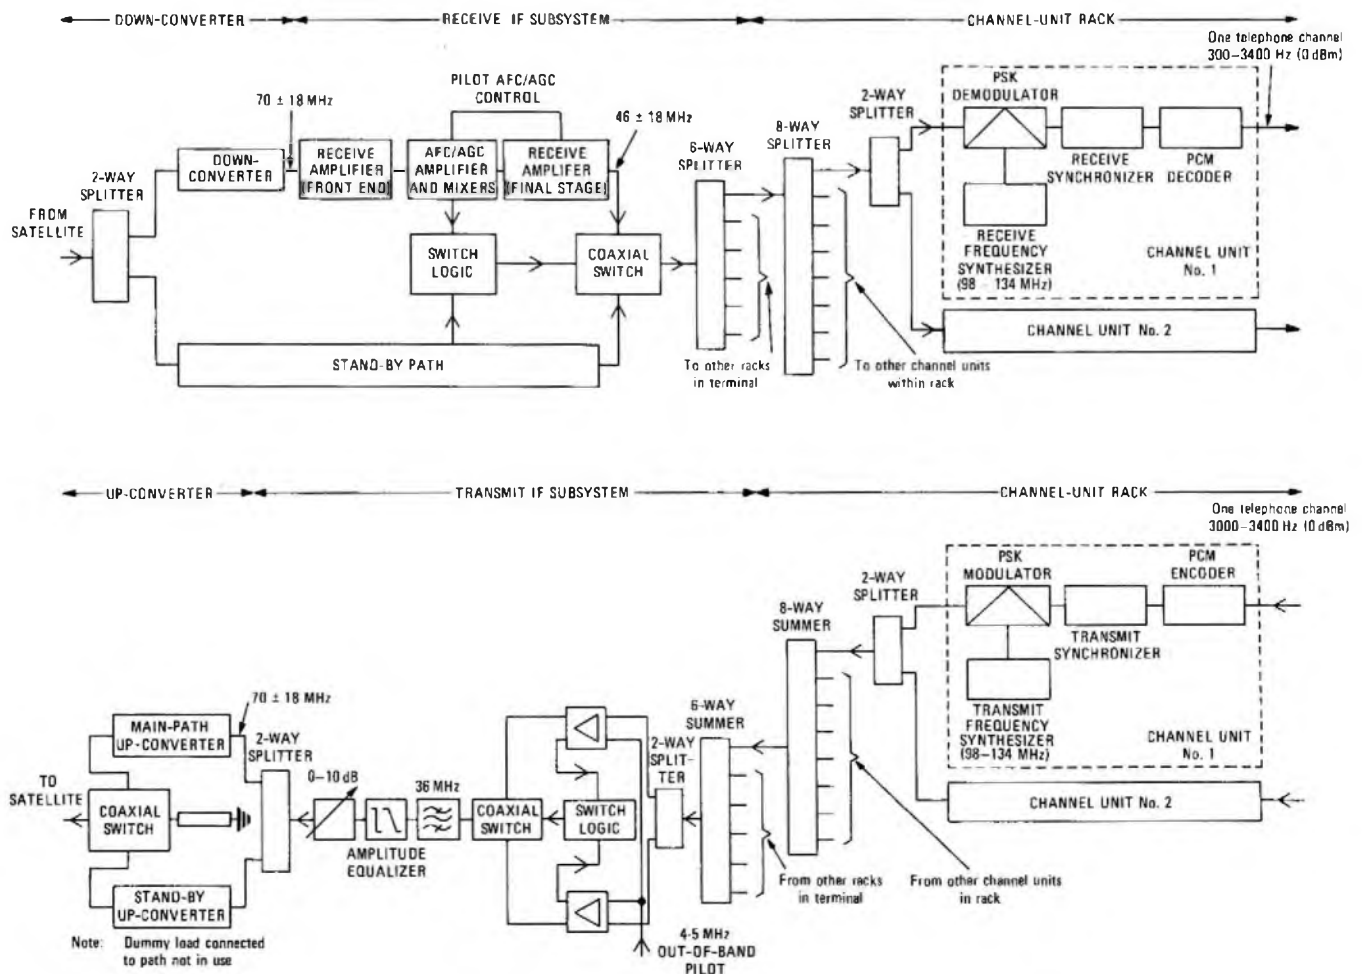 DOWN-CONVERTER
RECEIVE IF SUBSYSTEM
CHANNEL-UNIT RACK
One telephone channel
300–3400 Hz (0 dBm)
PILOT AFC/AGC
CONTROL
70 ± 18 MHz
46 ± 18 MHz
2-WAY
SPLITTER
DOWN-
CONVERTER
RECEIVE
AMPLIFIER
(FRONT END)
AFC/AGC
AMPLIFIER
AND MIXERS
RECEIVE
AMPLIFER
(FINAL STAGE)
6-WAY
SPLITTER
8-WAY
SPLITTER
2-WAY
SPLITTER
PSK
DEMODULATOR
RECEIVE
SYNCHRONIZER
PCM
DECODER
FROM
SATELLITE
SWITCH
LOGIC
COAXIAL
SWITCH
RECEIVE
FREQUENCY
SYNTHESIZER
(98 – 134 MHz)
CHANNEL UNIT
No. 1
STAND-BY PATH
To other racks
in terminal
To other channel units
within rack
CHANNEL UNIT No. 2
UP-CONVERTER
TRANSMIT IF SUBSYSTEM
CHANNEL-UNIT RACK
One telephone channel
3000–3400 Hz (0 dBm)
PSK
MODULATOR
PCM
ENCODER
2-WAY
SPLITTER
8-WAY
SUMMER
TRANSMIT
SYNCHRONIZER
TRANSMIT
FREQUENCY
SYNTHESIZER
(98–134 MHz)
CHANNEL UNIT
No. 1
70 ± 18 MHz
MAIN-PATH
UP-CONVERTER
2-WAY
SPLITTER
6-WAY
SUMMER
2-WAY
SPLIT-
TER
TO
SATELLITE
COAXIAL
SWITCH
0–10 dB
36 MHz
AMPLITUDE
EQUALIZER
COAXIAL
SWITCH
SWITCH
LOGIC
CHANNEL UNIT No. 2
STAND-BY
UP-CONVERTER
From other racks
in terminal
From other channel units
in rack
4·5 MHz
OUT-OF-BAND
PILOT
Note: Dummy load connected
to path not in use